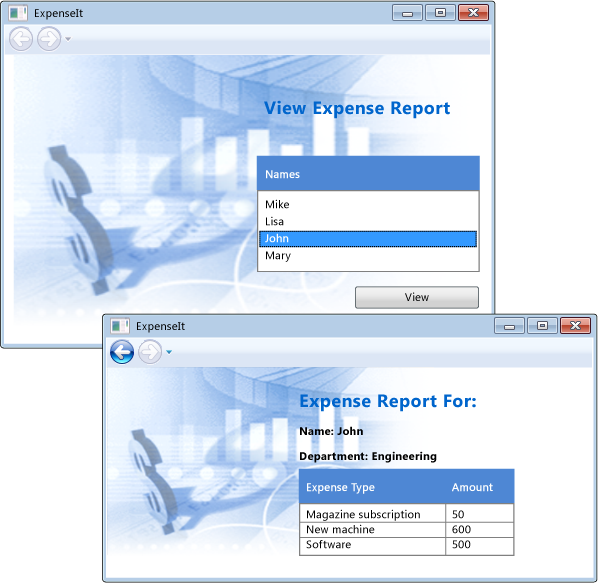 ExpenseIt
View Expense Report
Names
Mike
Lisa
John
Mary
View
ExpenseIt
Expense Report For:
Name: John
Department: Engineering
Expense Type Amount
Magazine subscription 50
New machine 600
Software 500